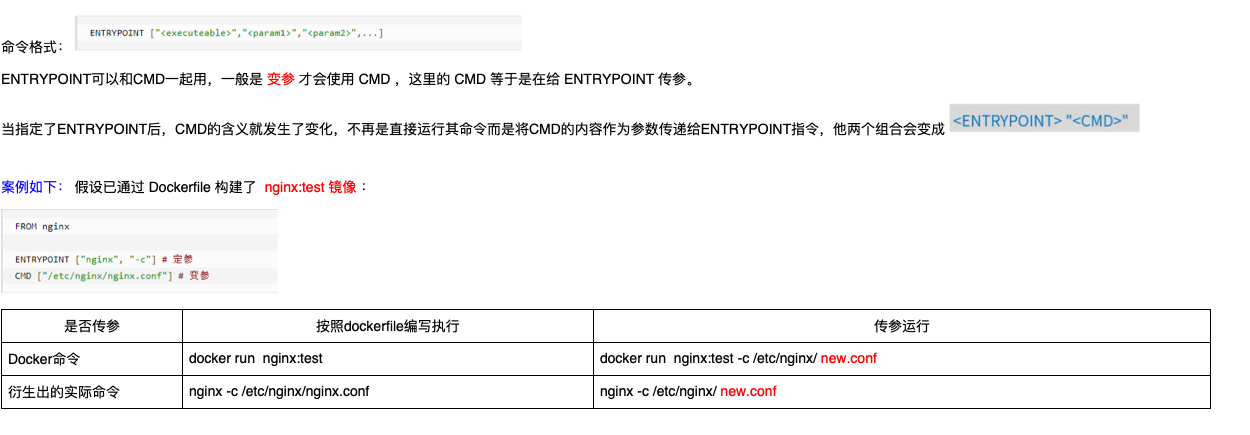 命令格式： ENTRYPOINT ["<executeable>","<param1>","<param2>",...]
ENTRYPOINT可以和CMD一起用，一般是 变参 才会使用 CMD ，这里的 CMD 等于是在给 ENTRYPOINT 传参。
当指定了ENTRYPOINT后，CMD的含义就发生了变化，不再是直接运行其命令而是将CMD的内容作为参数传递给ENTRYPOINT指令，他两个组合会变成 <ENTRYPOINT> "<CMD>"
案例如下： 假设已通过 Dockerfile 构建了 nginx:test 镜像：
FROM nginx
ENTRYPOINT ["nginx", "-c"] # 定参
CMD ["/etc/nginx/nginx.conf"] # 变参
是否传参 按照dockerfile编写执行 传参运行
Docker命令 docker run nginx:test docker run nginx:test -c /etc/nginx/ new.conf
衍生出的实际命令 nginx -c /etc/nginx/nginx.conf nginx -c /etc/nginx/ new.conf